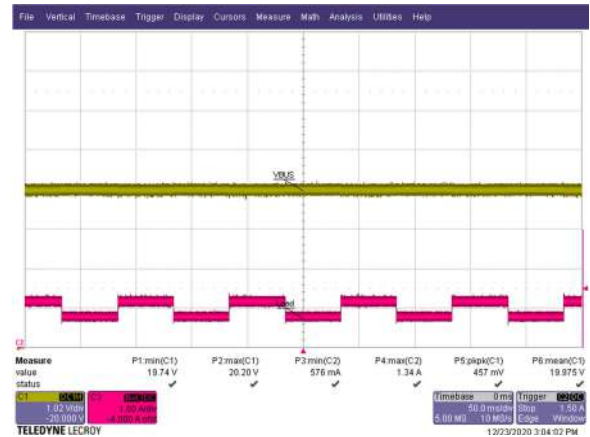 File Vertical Timebase Trigger Display Cursors Measure Math Analysis Utilities Help
VBUS
Iload
C2
Measure P1:min(C1) P2:max(C1) P3:min(C2) P4:max(C2) P5:pkpk(C1) P6:mean(C1)
value 19.74 V 20.20 V 576 mA 1.34 A 457 mV 19.975 V
status
C1 DC1M
1.02 V/div
-20.000 V
C2
1.00 A/div
-4.000 A ofst
Timebase 0 ms
50.0 ms/div
5.00 MS 10 MS/s
Trigger C2 DC
Stop 1.50 A
Edge Window
TELEDYNE LECROY
12/23/2020 3:04:02 PM